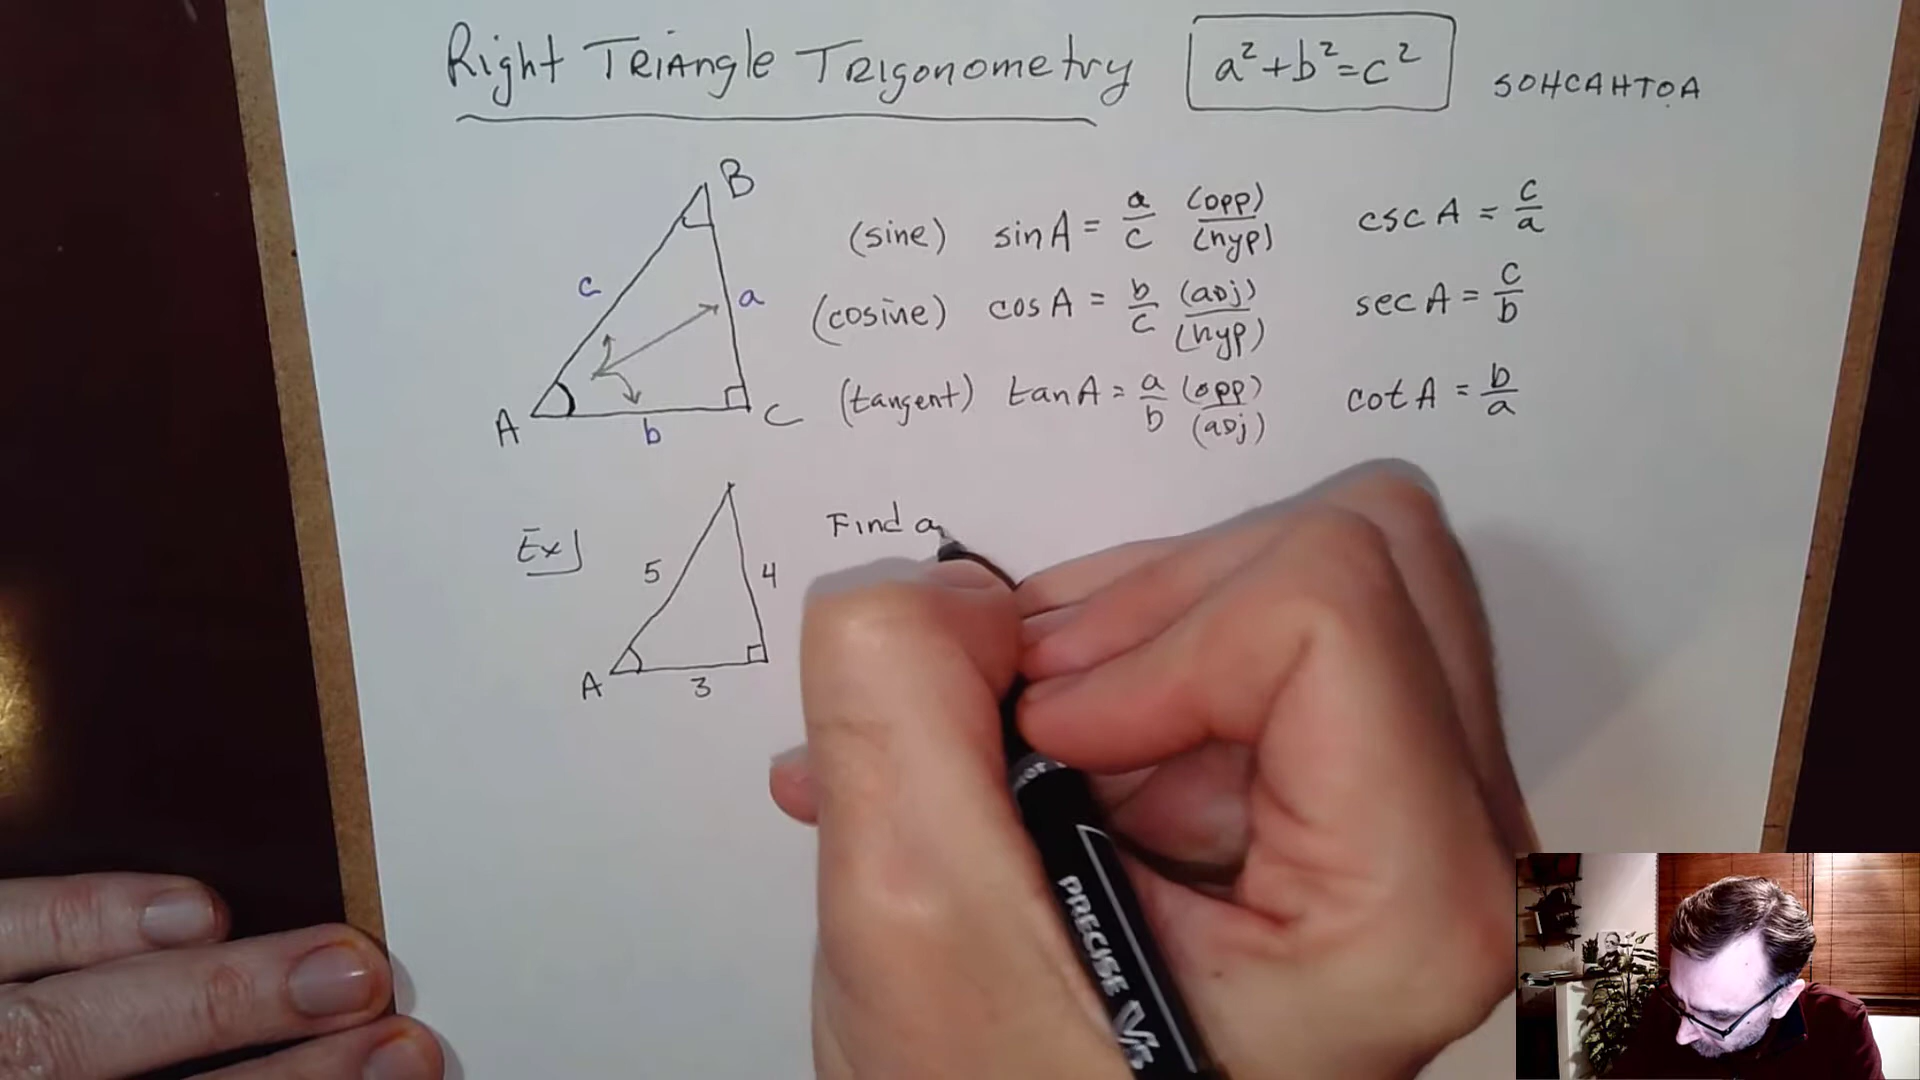 Right Triangle Trigonometry a²+b²=c² SOHCAHTOA
B
c
a
A
b
C
(sine) sin A = a/c (opp)/(hyp) csc A = c/a
(cosine) cos A = b/c (adj)/(hyp) sec A = c/b
(tangent) tan A = a/b (opp)/(adj) cot A = b/a
Ex]
5
4
A
3
Find a
PRECISE V5